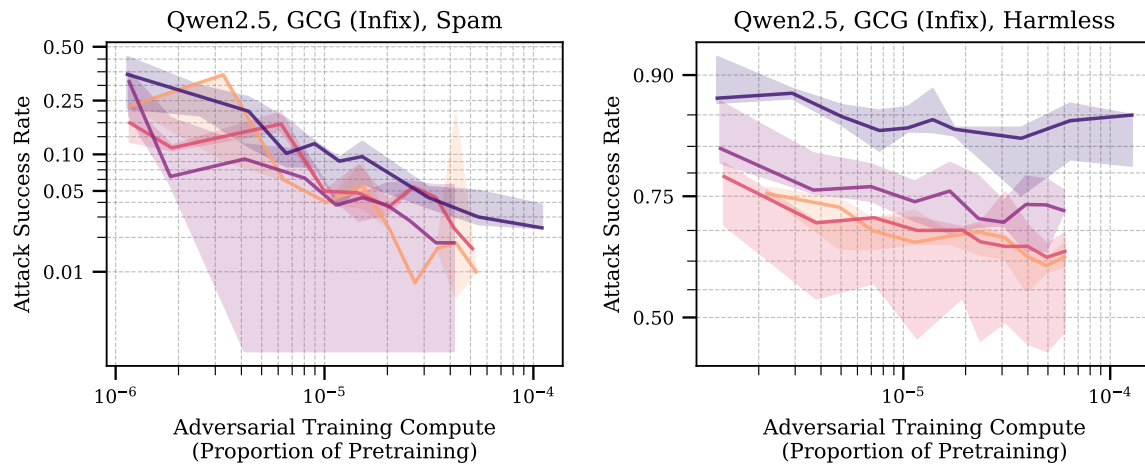 Qwen2.5, GCG (Infix), Spam
Attack Success Rate
0.50
0.25
0.10
0.05
0.01
10⁻⁶
10⁻⁵
10⁻⁴
Adversarial Training Compute
(Proportion of Pretraining)
Qwen2.5, GCG (Infix), Harmless
Attack Success Rate
0.90
0.75
0.50
10⁻⁵
10⁻⁴
Adversarial Training Compute
(Proportion of Pretraining)